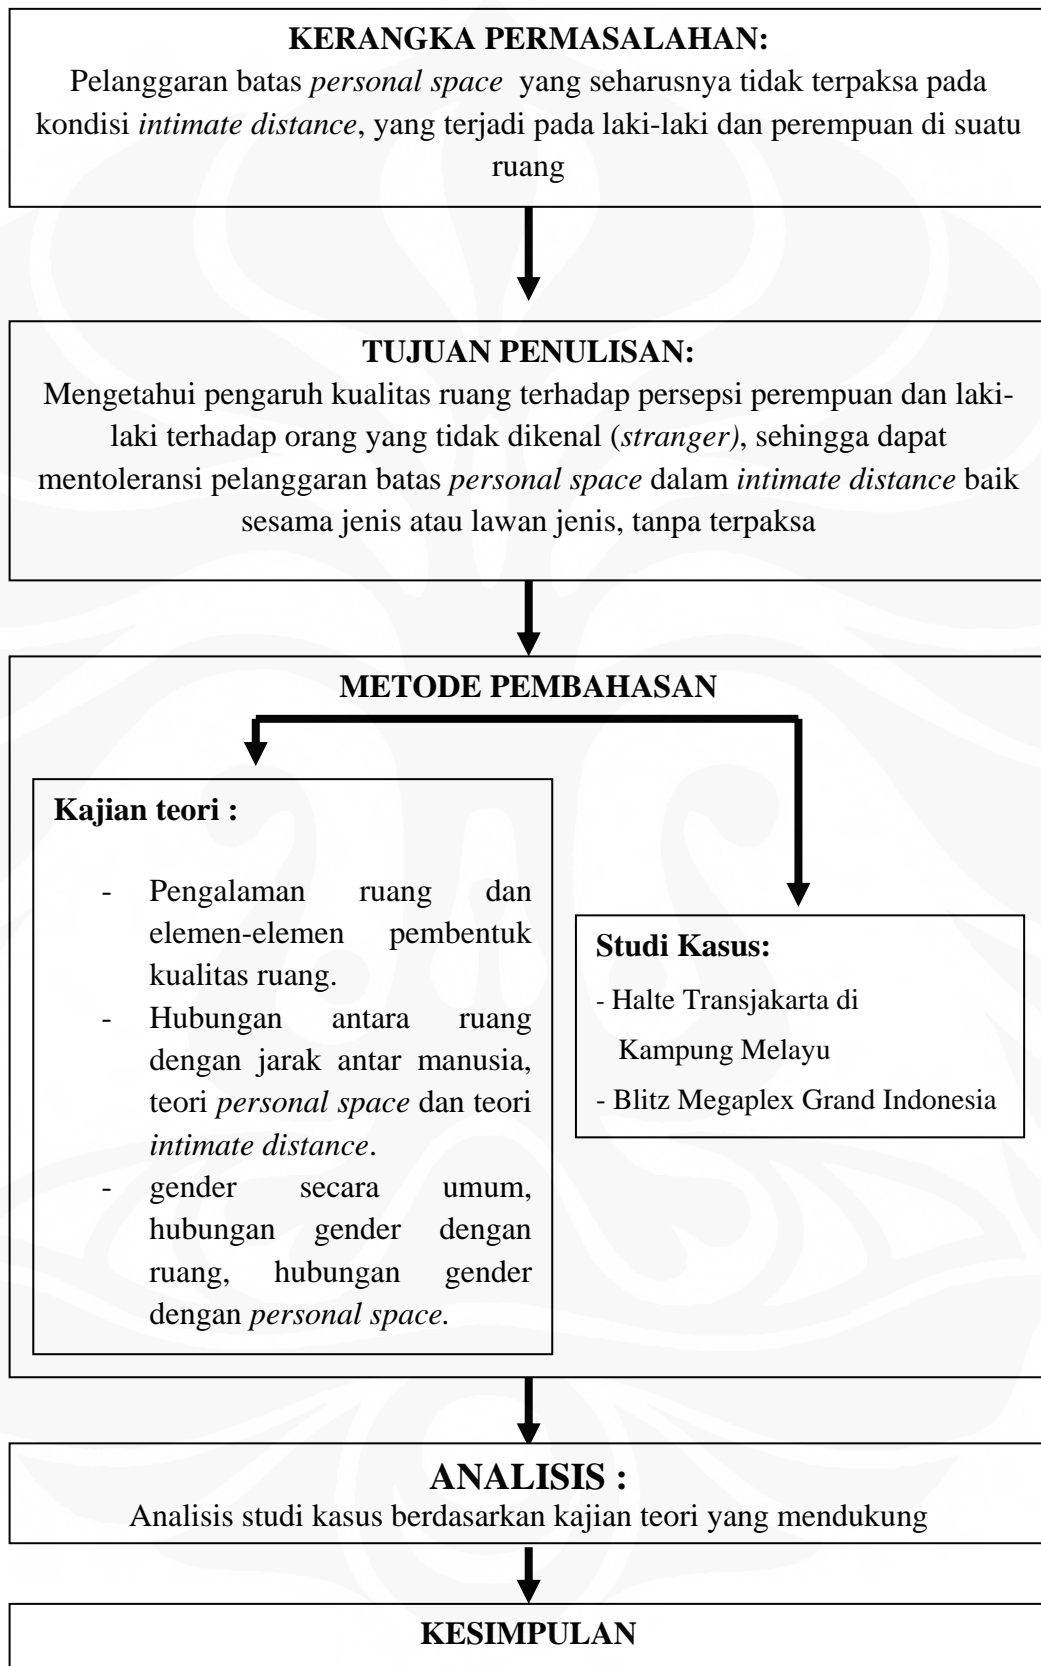 KERANGKA PERMASALAHAN:
Pelanggaran batas personal space yang seharusnya tidak terpaksa pada
kondisi intimate distance, yang terjadi pada laki-laki dan perempuan di suatu
ruang
TUJUAN PENULISAN:
Mengetahui pengaruh kualitas ruang terhadap persepsi perempuan dan laki-
laki terhadap orang yang tidak dikenal (stranger), sehingga dapat
mentoleransi pelanggaran batas personal space dalam intimate distance baik
sesama jenis atau lawan jenis, tanpa terpaksa
METODE PEMBAHASAN
Kajian teori :
- Pengalaman ruang dan
elemen-elemen pembentuk
kualitas ruang.
- Hubungan antara ruang
dengan jarak antar manusia,
teori personal space dan teori
intimate distance.
- gender secara umum,
hubungan gender dengan
ruang, hubungan gender
dengan personal space.
Studi Kasus:
- Halte Transjakarta di
Kampung Melayu
- Blitz Megaplex Grand Indonesia
ANALISIS :
Analisis studi kasus berdasarkan kajian teori yang mendukung
KESIMPULAN